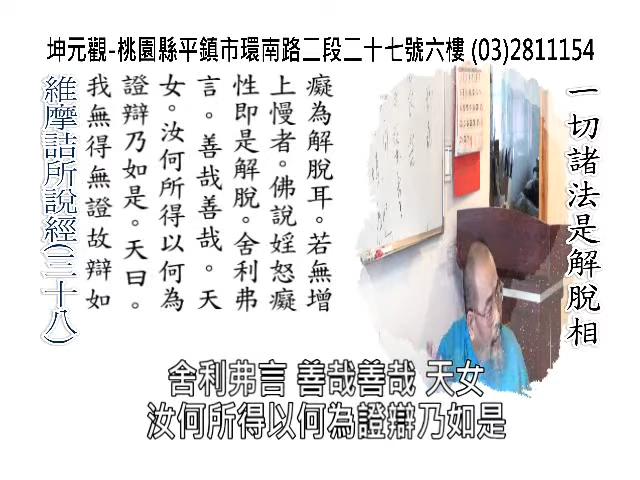 坤元觀-桃園縣平鎮市環南路二段二十七號六樓 (03)2811154
一切諸法是解脫相
癡為解脫耳。若無增
上慢者。佛說婬怒癡
性即是解脫。舍利弗
言。善哉善哉。天
女。汝何所得以何為
證辯乃如是。天曰。
我無得無證故辯如
維摩詰所說經(三十八)
舍利弗言 善哉善哉 天女
汝何所得以何為證辯乃如是